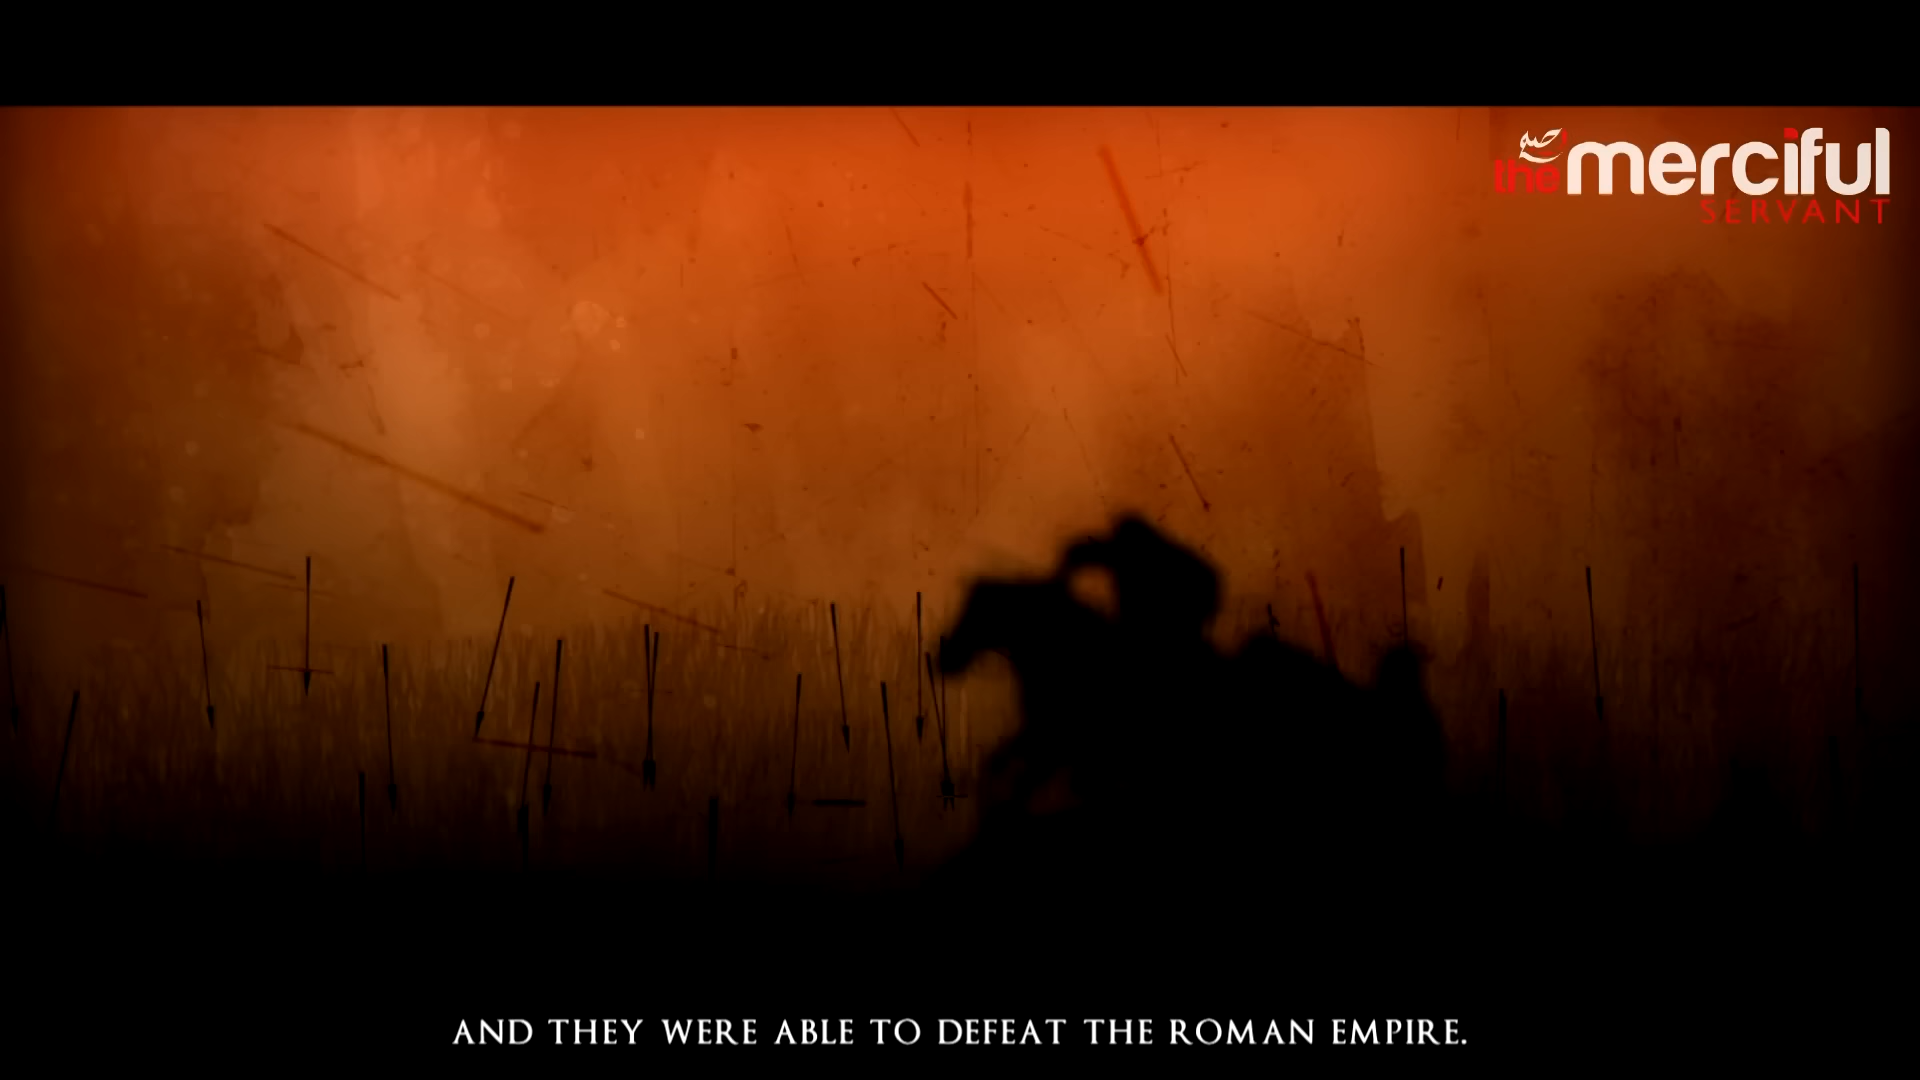 the merciful
SERVANT
AND THEY WERE ABLE TO DEFEAT THE ROMAN EMPIRE.